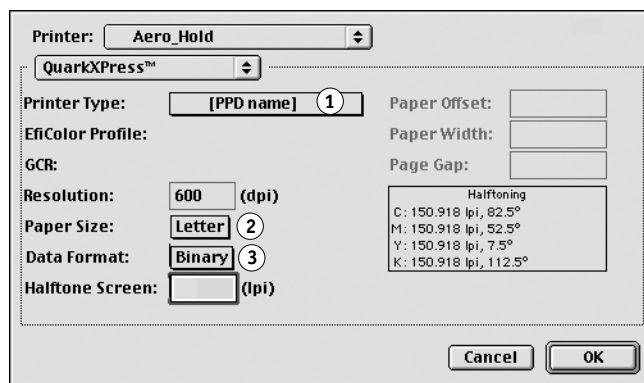 Printer: Aero_Hold
QuarkXPress™
Printer Type: [PPD name] 1
EfiColor Profile:
GCR:
Resolution: 600 (dpi)
Paper Size: Letter 2
Data Format: Binary 3
Halftone Screen: (lpi)
Paper Offset:
Paper Width:
Page Gap:
Halftoning
C: 150.918 lpi, 82.5°
M: 150.918 lpi, 52.5°
Y: 150.918 lpi, 7.5°
K: 150.918 lpi, 112.5°
Cancel OK